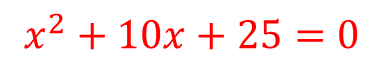 x² + 10x + 25 = 0